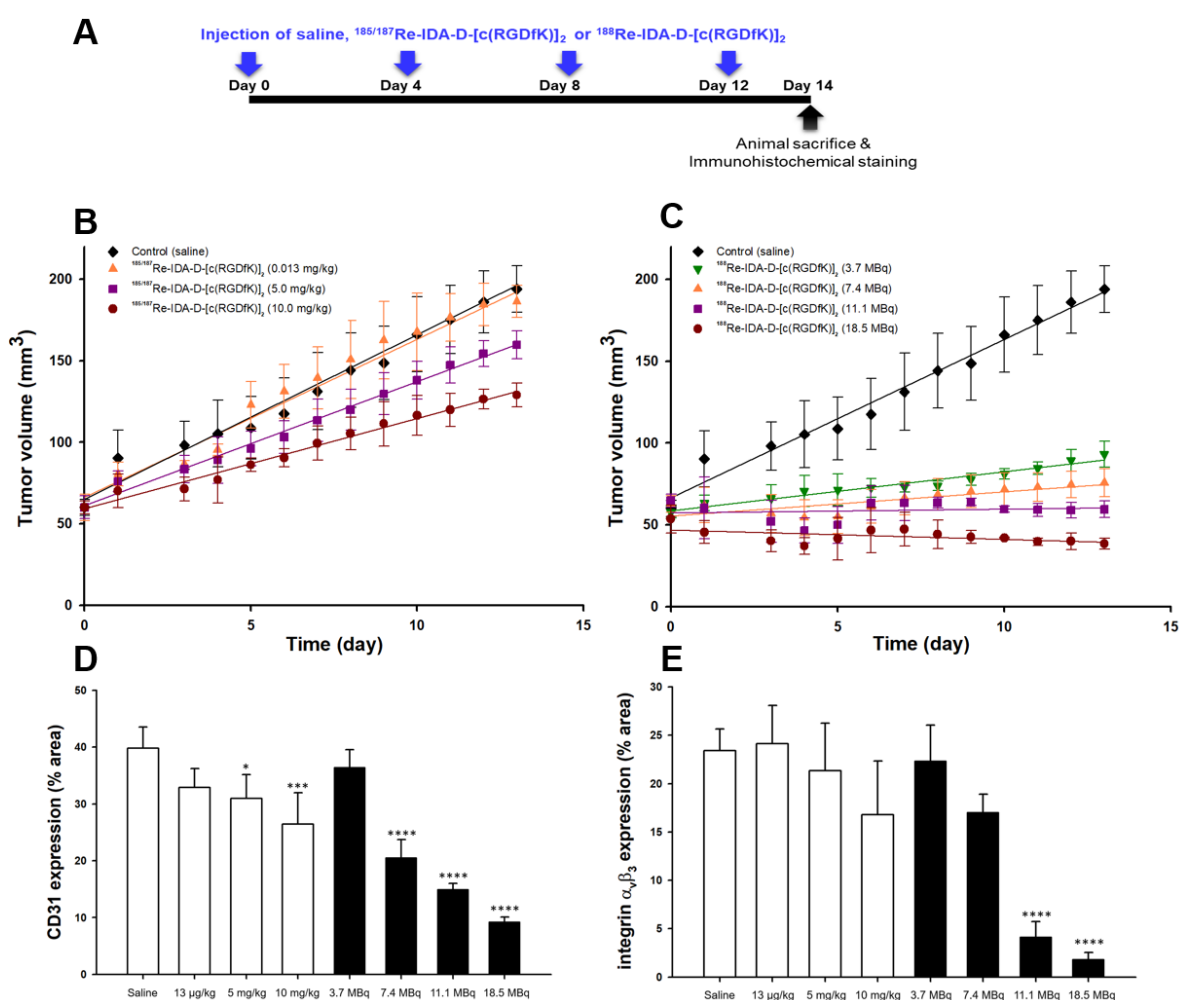 A
Injection of saline, 185/187Re-IDA-D-[c(RGDfK)]2 or 188Re-IDA-D-[c(RGDfK)]2
Day 0 Day 4 Day 8 Day 12 Day 14
Animal sacrifice &
Immunohistochemical staining
B
Control (saline)
185/187Re-IDA-D-[c(RGDfK)]2 (0.013 mg/kg)
185/187Re-IDA-D-[c(RGDfK)]2 (5.0 mg/kg)
185/187Re-IDA-D-[c(RGDfK)]2 (10.0 mg/kg)
Tumor volume (mm3)
200
150
100
50
0
0 5 10 15
Time (day)
C
Control (saline)
188Re-IDA-D-[c(RGDfK)]2 (3.7 MBq)
188Re-IDA-D-[c(RGDfK)]2 (7.4 MBq)
188Re-IDA-D-[c(RGDfK)]2 (11.1 MBq)
188Re-IDA-D-[c(RGDfK)]2 (18.5 MBq)
Tumor volume (mm3)
200
150
100
50
0
0 5 10 15
Time (day)
D
CD31 expression (% area)
50
40
30
20
10
0
*
***
****
****
****
Saline 13 µg/kg 5 mg/kg 10 mg/kg 3.7 MBq 7.4 MBq 11.1 MBq 18.5 MBq
E
integrin αvβ3 expression (% area)
30
25
20
15
10
5
0
****
****
Saline 13 µg/kg 5 mg/kg 10 mg/kg 3.7 MBq 7.4 MBq 11.1 MBq 18.5 MBq